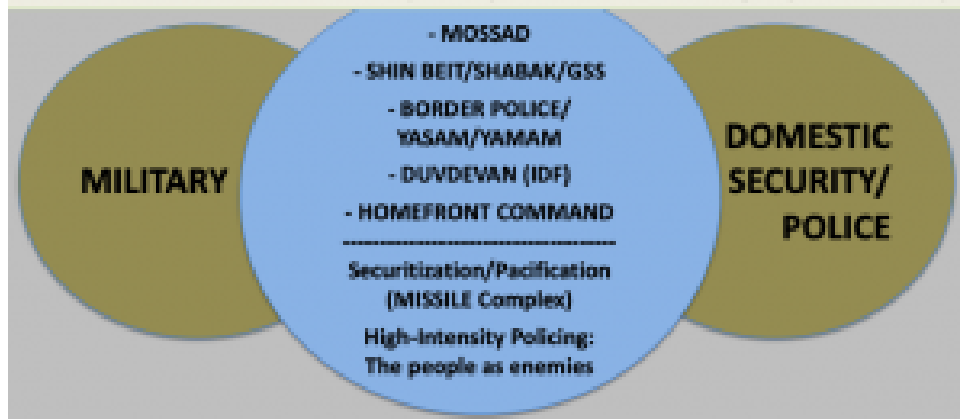 - MOSSAD
- SHIN BEIT/SHABAK/GSS
- BORDER POLICE/
YASAM/YAMAM
- DUVDEVAN (IDF)
- HOMEFRONT COMMAND
----------------------------------------
Securitization/Pacification
(MISSILE Complex)
High-Intensity Policing:
The people as enemies
MILITARY
DOMESTIC
SECURITY/
POLICE